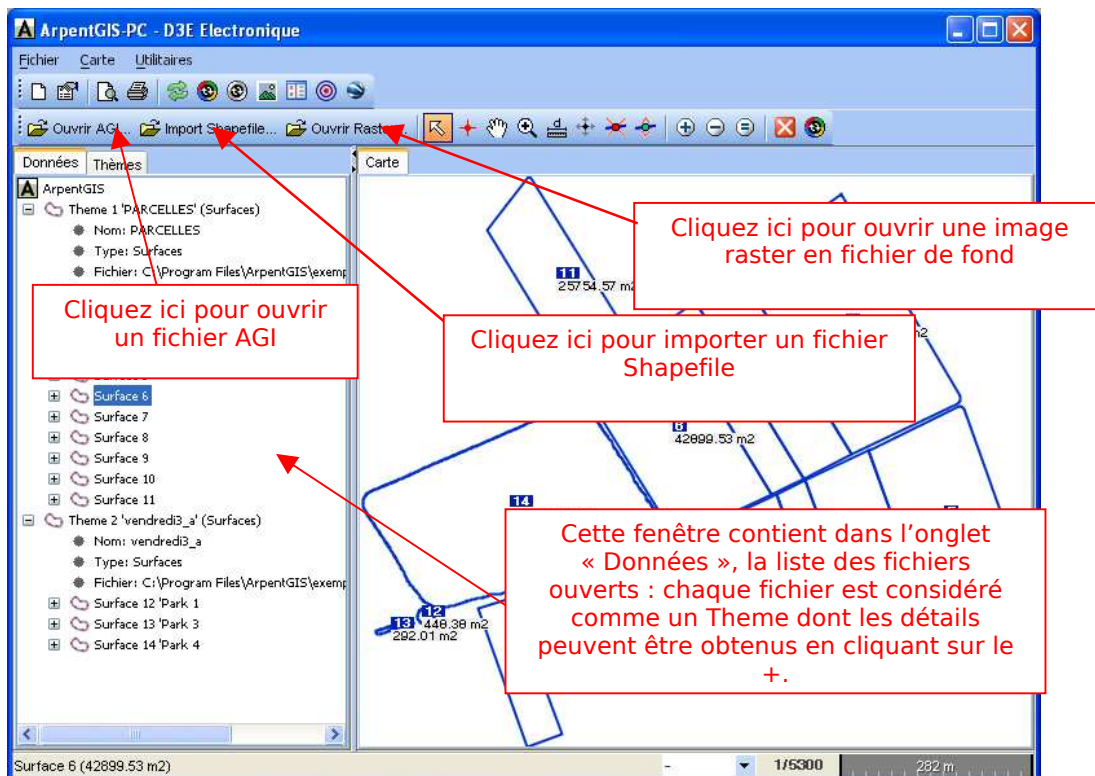 ArpentGIS-PC - D3E Electronique
Fichier Carte Utilitaires
Ouvrir AGI... Import Shapefile... Ouvrir Raster...
Données Thèmes
Carte
ArpentGIS
Theme 1 'PARCELLES' (Surfaces)
Nom: PARCELLES
Type: Surfaces
Fichier: C:\Program Files\ArpentGIS\exemp
Cliquez ici pour ouvrir une image
raster en fichier de fond
11
25754.57 m2
Cliquez ici pour ouvrir
un fichier AGI
Cliquez ici pour importer un fichier
Shapefile
Surface 6
Surface 7
Surface 8
Surface 9
Surface 10
Surface 11
6
42899.53 m2
14
Theme 2 'vendredi3_a' (Surfaces)
Nom: vendredi3_a
Type: Surfaces
Fichier: C:\Program Files\ArpentGIS\exemp
Surface 12 'Park 1
Surface 13 'Park 3
Surface 14 'Park 4
12
448.38 m2
13
292.01 m2
Cette fenêtre contient dans l’onglet
« Données », la liste des fichiers
ouverts : chaque fichier est considéré
comme un Theme dont les détails
peuvent être obtenus en cliquant sur le
+.
Surface 6 (42899.53 m2)
-
1/5300
282 m